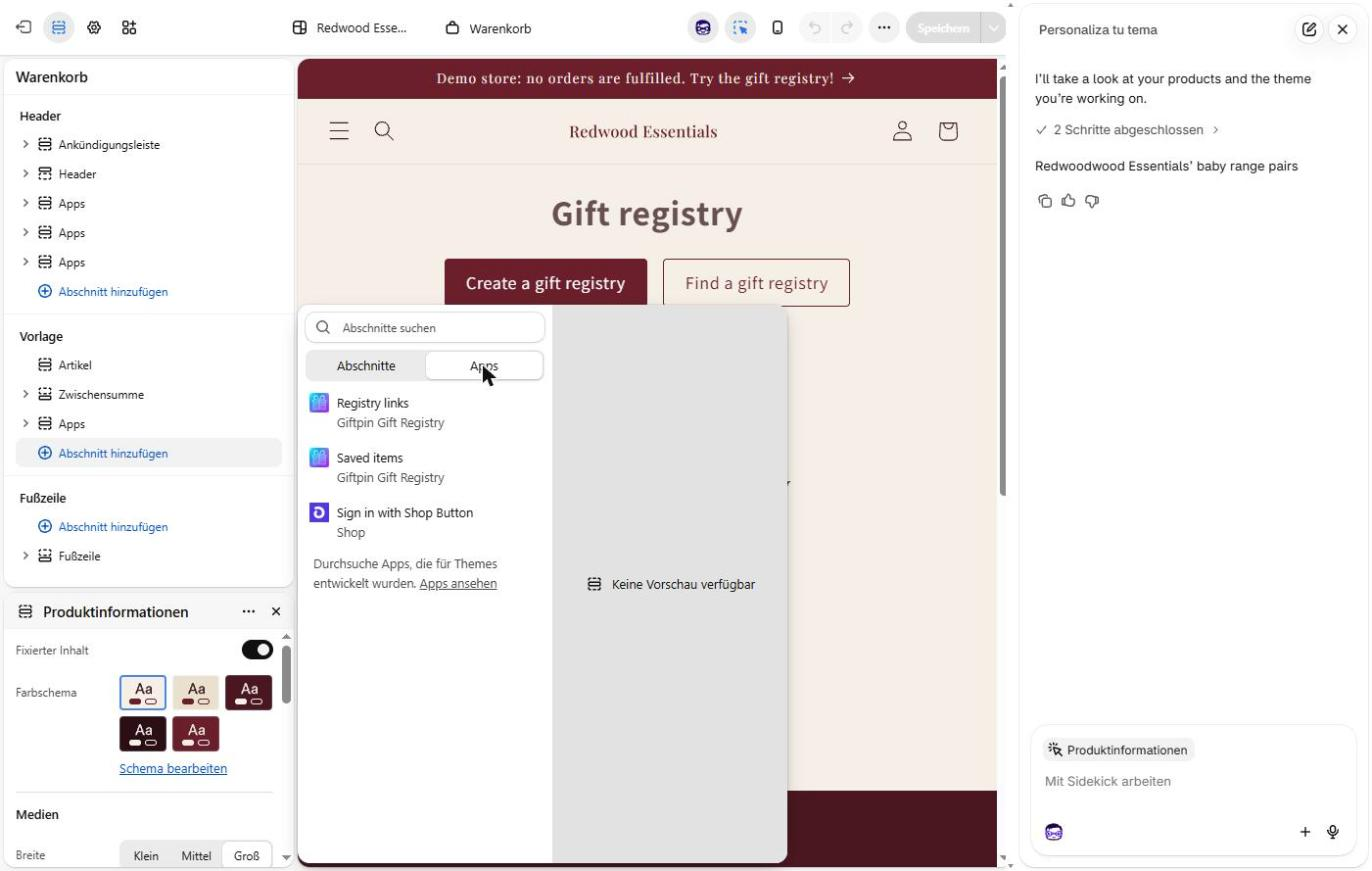 Redwood Esse...
Warenkorb
Speichern
Warenkorb
Header
Ankündigungsleiste
Header
Apps
Apps
Apps
Abschnitt hinzufügen
Vorlage
Artikel
Zwischensumme
Apps
Abschnitt hinzufügen
Fußzeile
Abschnitt hinzufügen
Fußzeile
Produktinformationen
Fixierter Inhalt
Farbschema
Aa
Aa
Aa
Aa
Aa
Schema bearbeiten
Medien
Breite
Klein
Mittel
Groß
Demo store: no orders are fulfilled. Try the gift registry! →
Redwood Essentials
Gift registry
Create a gift registry
Find a gift registry
Abschnitte suchen
Abschnitte
Apps
Registry links
Giftpin Gift Registry
Saved items
Giftpin Gift Registry
Sign in with Shop Button
Shop
Durchsuche Apps, die für Themes
entwickelt wurden. Apps ansehen
Keine Vorschau verfügbar
Personaliza tu tema
I'll take a look at your products and the theme
you're working on.
2 Schritte abgeschlossen
Redwoodwood Essentials' baby range pairs
Produktinformationen
Mit Sidekick arbeiten